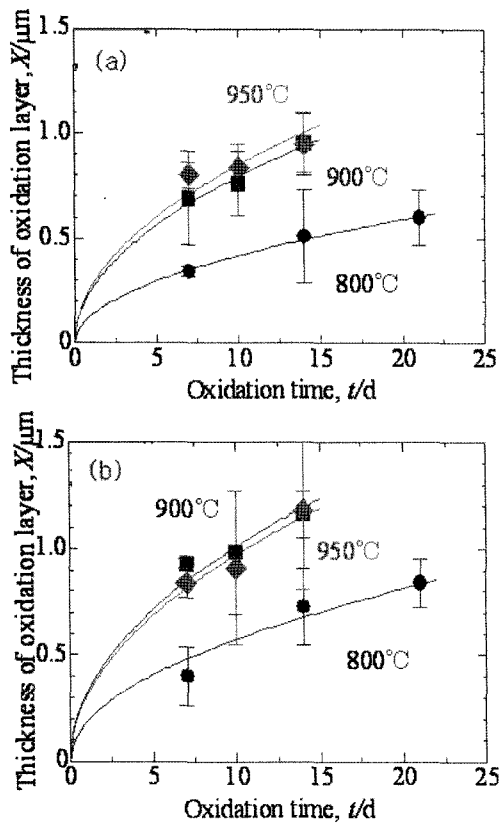 1.5
(a)
950°C
1.0
900°C
0.5
800°C
0
0 5 10 15 20 25
Thickness of oxidation layer, X/μm
Oxidation time, t/d
1.5
(b)
900°C
1.0
950°C
0.5
800°C
0
0 5 10 15 20 25
Thickness of oxidation layer, X/μm
Oxidation time, t/d